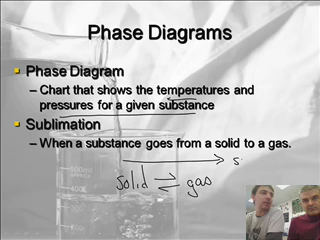 Phase Diagrams
Phase Diagram
– Chart that shows the temperatures and
pressures for a given substance
Sublimation
– When a substance goes from a solid to a gas.
s.
solid ⇌ gas